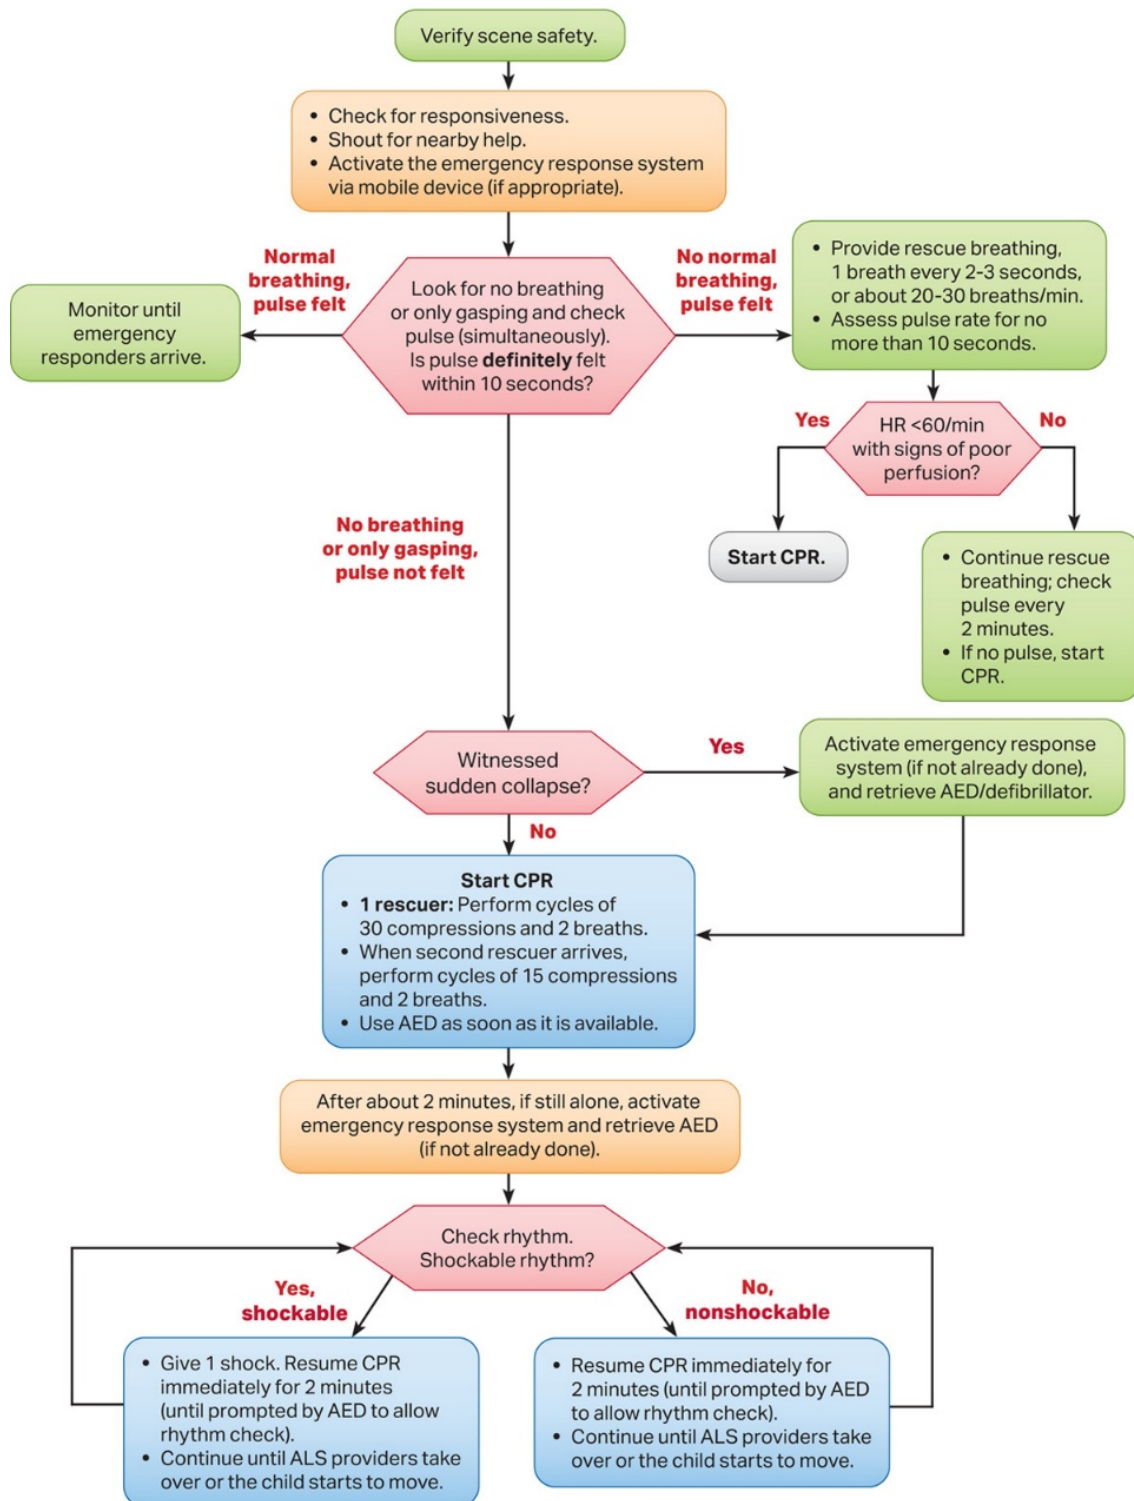 Verify scene safety.
• Check for responsiveness.
• Shout for nearby help.
• Activate the emergency response system
via mobile device (if appropriate).
Normal
breathing,
pulse felt
Look for no breathing
or only gasping and check
pulse (simultaneously).
Is pulse definitely felt
within 10 seconds?
No normal
breathing,
pulse felt
Monitor until
emergency
responders arrive.
• Provide rescue breathing,
1 breath every 2-3 seconds,
or about 20-30 breaths/min.
• Assess pulse rate for no
more than 10 seconds.
Yes
HR <60/min
with signs of poor
perfusion?
No
Start CPR.
• Continue rescue
breathing; check
pulse every
2 minutes.
• If no pulse, start
CPR.
No breathing
or only gasping,
pulse not felt
Witnessed
sudden collapse?
Yes
Activate emergency response
system (if not already done),
and retrieve AED/defibrillator.
No
Start CPR
• 1 rescuer: Perform cycles of
30 compressions and 2 breaths.
• When second rescuer arrives,
perform cycles of 15 compressions
and 2 breaths.
• Use AED as soon as it is available.
After about 2 minutes, if still alone, activate
emergency response system and retrieve AED
(if not already done).
Check rhythm.
Shockable rhythm?
Yes,
shockable
No,
nonshockable
• Give 1 shock. Resume CPR
immediately for 2 minutes
(until prompted by AED to allow
rhythm check).
• Continue until ALS providers take
over or the child starts to move.
• Resume CPR immediately for
2 minutes (until prompted by AED
to allow rhythm check).
• Continue until ALS providers take
over or the child starts to move.